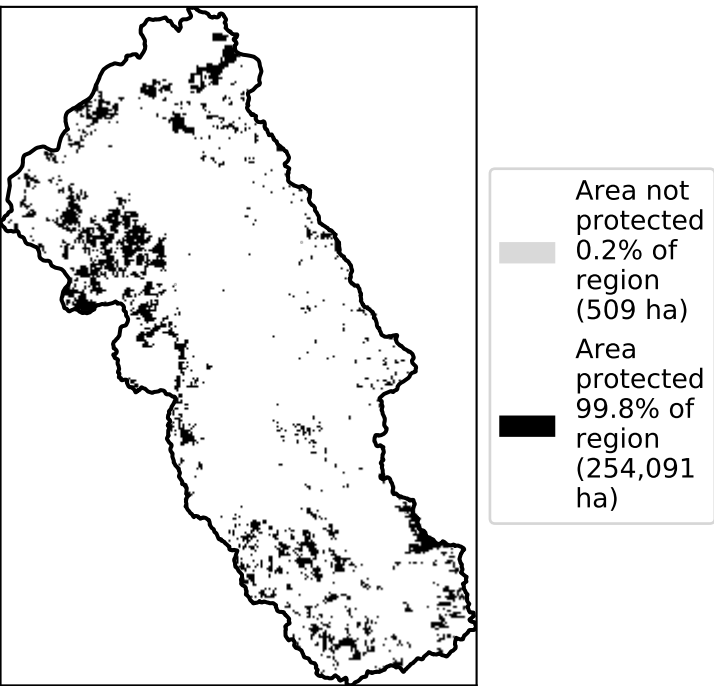 Area not
protected
0.2% of
region
(509 ha)
Area
protected
99.8% of
region
(254,091
ha)